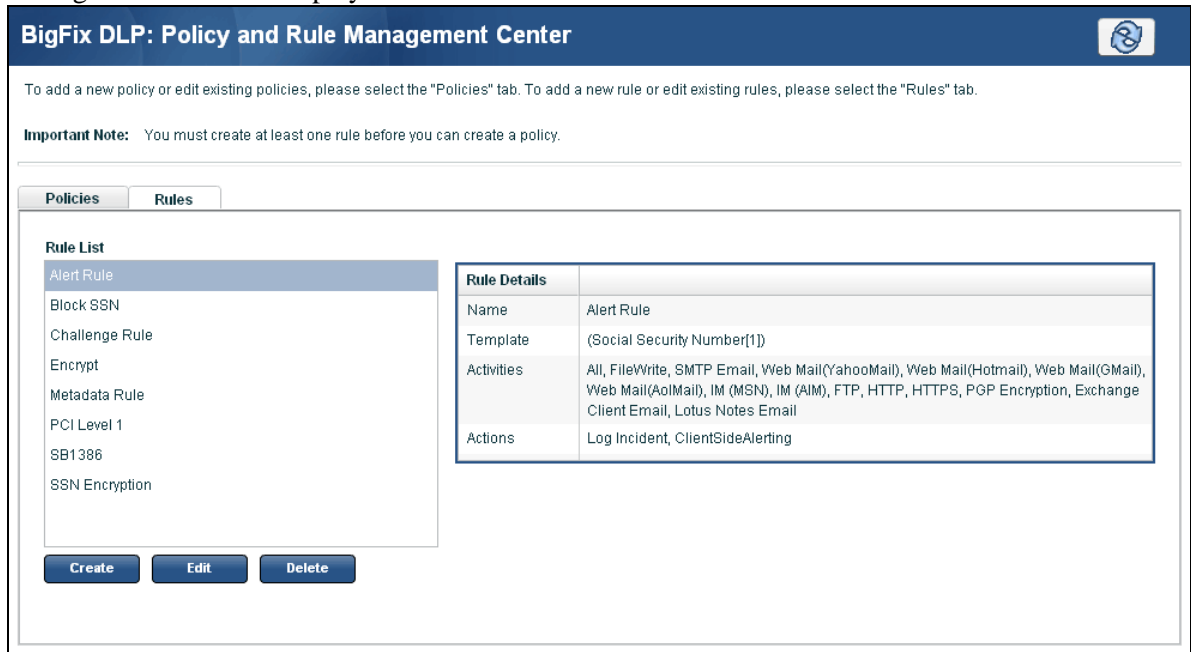 BigFix DLP: Policy and Rule Management Center
To add a new policy or edit existing policies, please select the "Policies" tab. To add a new rule or edit existing rules, please select the "Rules" tab.
Important Note: You must create at least one rule before you can create a policy.
Policies Rules
Rule List
Alert Rule
Block SSN
Challenge Rule
Encrypt
Metadata Rule
PCI Level 1
SB1386
SSN Encryption
Rule Details
Name Alert Rule
Template (Social Security Number[1])
Activities All, FileWrite, SMTP Email, Web Mail(YahooMail), Web Mail(Hotmail), Web Mail(GMail),
Web Mail(AolMail), IM (MSN), IM (AIM), FTP, HTTP, HTTPS, PGP Encryption, Exchange
Client Email, Lotus Notes Email
Actions Log Incident, ClientSideAlerting
Create Edit Delete